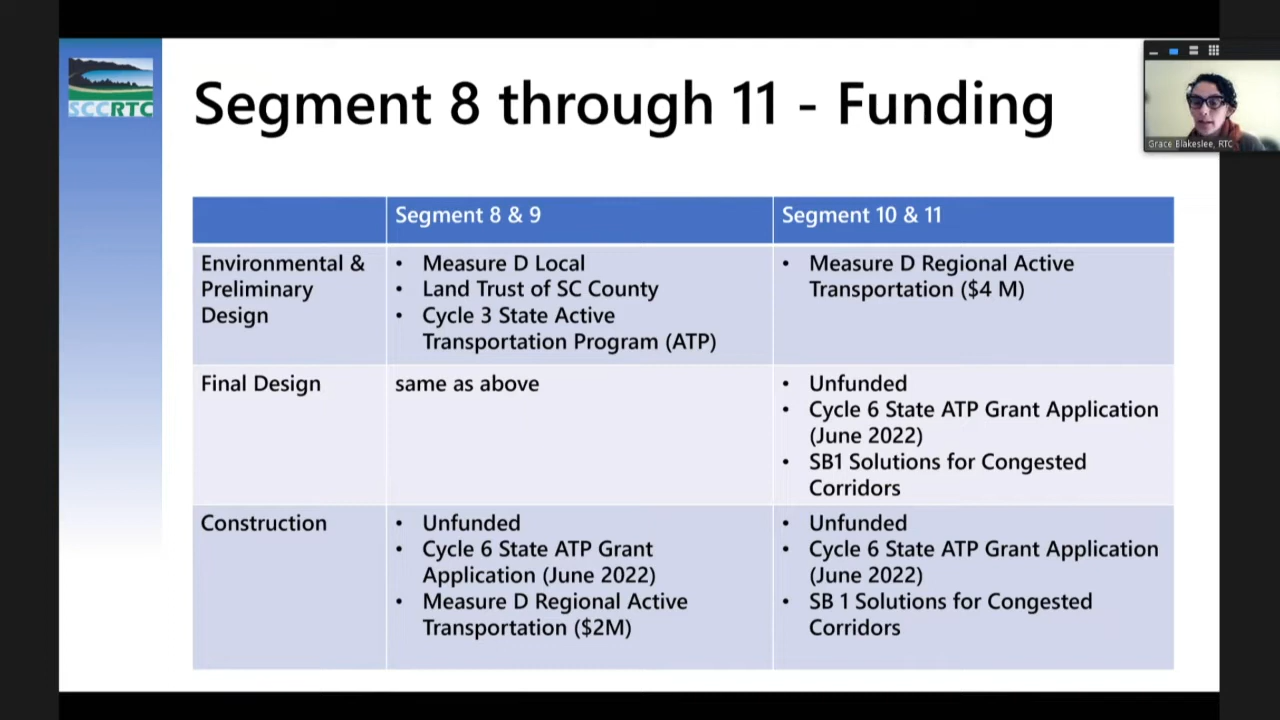 SCCRTC
Segment 8 through 11 - Funding
Grace Blakeslee, RTC
Segment 8 & 9
Segment 10 & 11
Environmental &
Preliminary
Design
• Measure D Local
• Land Trust of SC County
• Cycle 3 State Active
Transportation Program (ATP)
• Measure D Regional Active
Transportation ($4 M)
Final Design
same as above
• Unfunded
• Cycle 6 State ATP Grant Application
(June 2022)
• SB1 Solutions for Congested
Corridors
Construction
• Unfunded
• Cycle 6 State ATP Grant
Application (June 2022)
• Measure D Regional Active
Transportation ($2M)
• Unfunded
• Cycle 6 State ATP Grant Application
(June 2022)
• SB 1 Solutions for Congested
Corridors